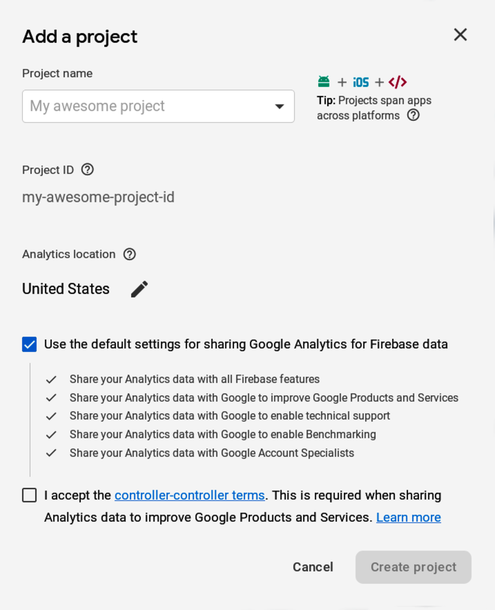 Add a project
Project name
My awesome project
+ iOS + </>
Tip: Projects span apps
across platforms
Project ID
my-awesome-project-id
Analytics location
United States
Use the default settings for sharing Google Analytics for Firebase data
Share your Analytics data with all Firebase features
Share your Analytics data with Google to improve Google Products and Services
Share your Analytics data with Google to enable technical support
Share your Analytics data with Google to enable Benchmarking
Share your Analytics data with Google Account Specialists
I accept the controller-controller terms. This is required when sharing
Analytics data to improve Google Products and Services. Learn more
Cancel
Create project